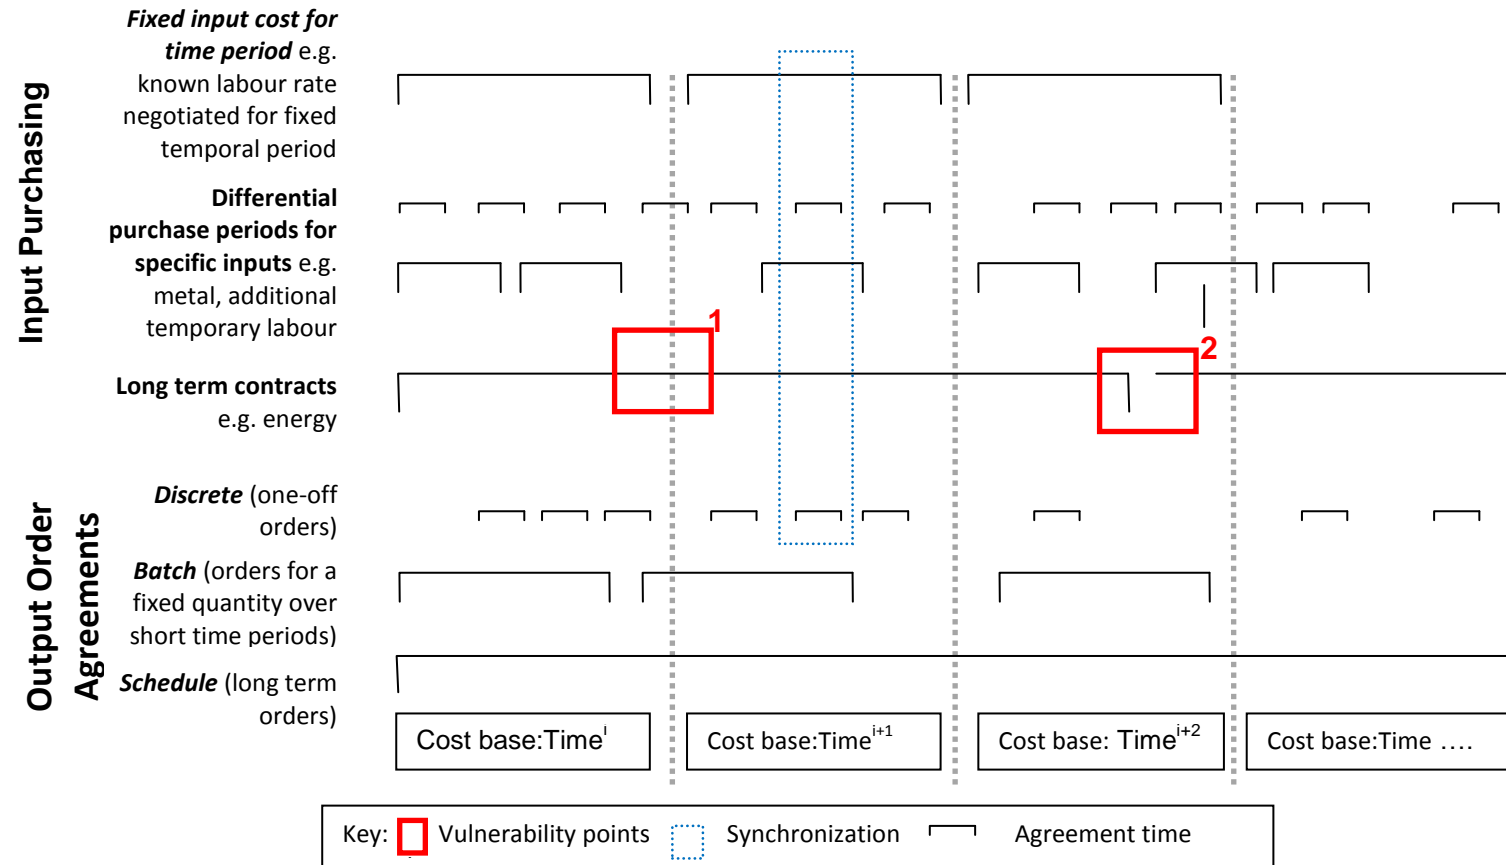 Input Purchasing
Fixed input cost for
time period e.g.
known labour rate
negotiated for fixed
temporal period
Differential
purchase periods for
specific inputs e.g.
metal, additional
temporary labour
1
2
Long term contracts
e.g. energy
Output Order
Agreements
Discrete (one-off
orders)
Batch (orders for a
fixed quantity over
short time periods)
Schedule (long term
orders)
Cost base:Timeⁱ
Cost base:Timeⁱ⁺¹
Cost base: Timeⁱ⁺²
Cost base:Time ....
Key: Vulnerability points Synchronization Agreement time